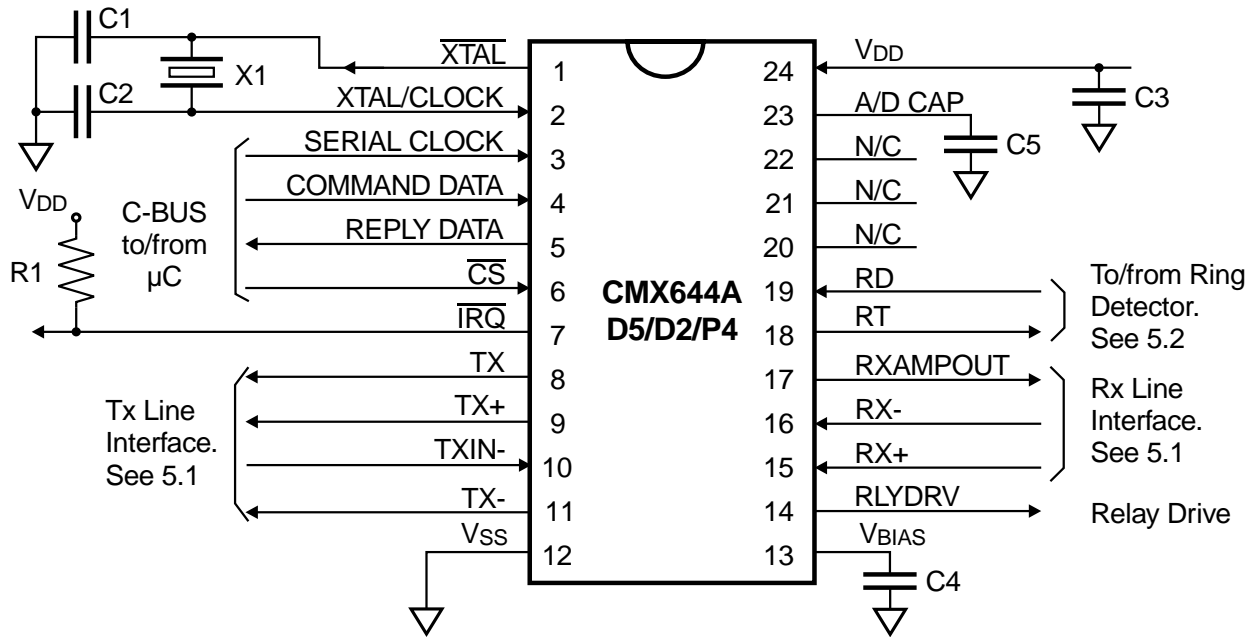 C1
X̅T̅A̅L̅
1
X1
C2
XTAL/CLOCK
2
SERIAL CLOCK
3
COMMAND DATA
4
REPLY DATA
5
C̅S̅
6
I̅R̅Q̅
7
VDD
R1
C-BUS
to/from
µC
TX
8
TX+
9
TXIN-
10
TX-
11
VSS
12
Tx Line
Interface.
See 5.1
CMX644A
D5/D2/P4
24
VDD
C3
23
A/D CAP
C5
22
N/C
21
N/C
20
N/C
19
RD
18
RT
To/from Ring
Detector.
See 5.2
17
RXAMPOUT
16
RX-
15
RX+
Rx Line
Interface.
See 5.1
14
RLYDRV
Relay Drive
13
VBIAS
C4